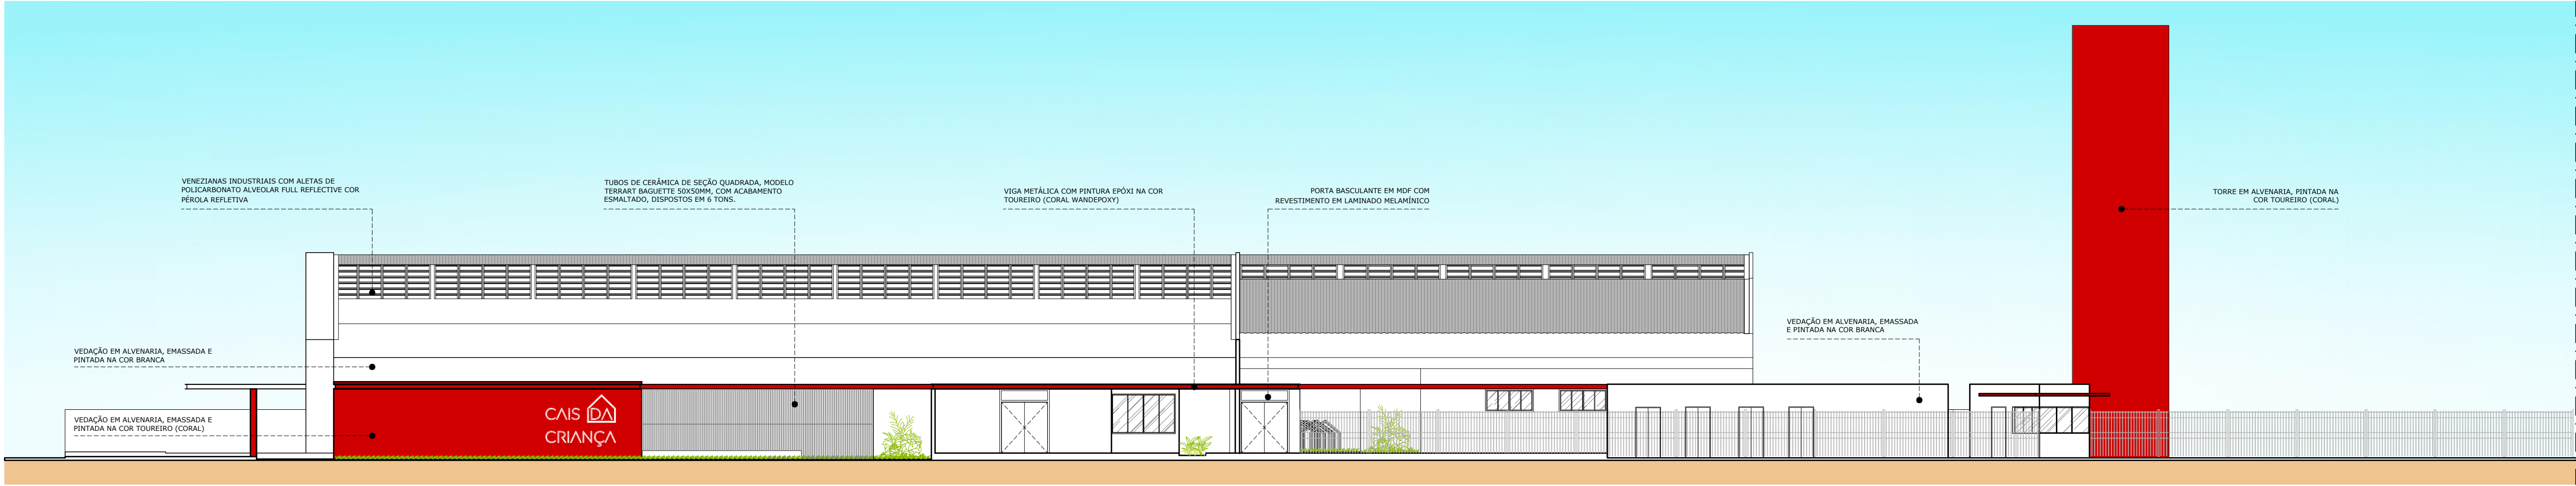 VENEZIANAS INDUSTRIAIS COM ALETAS DE
POLICARBONATO ALVEOLAR FULL REFLECTIVE COR
PÉROLA REFLETIVA
TUBOS DE CERÂMICA DE SEÇÃO QUADRADA, MODELO
TERRART BAGUETTE 50X50MM, COM ACABAMENTO
ESMALTADO, DISPOSTOS EM 6 TONS.
VIGA METÁLICA COM PINTURA EPÓXI NA COR
TOUREIRO (CORAL WANDEPOXY)
PORTA BASCULANTE EM MDF COM
REVESTIMENTO EM LAMINADO MELAMÍNICO
TORRE EM ALVENARIA, PINTADA NA
COR TOUREIRO (CORAL)
VEDAÇÃO EM ALVENARIA, EMASSADA
E PINTADA NA COR BRANCA
VEDAÇÃO EM ALVENARIA, EMASSADA E
PINTADA NA COR BRANCA
VEDAÇÃO EM ALVENARIA, EMASSADA E
PINTADA NA COR TOUREIRO (CORAL)
CAIS DA
CRIANÇA